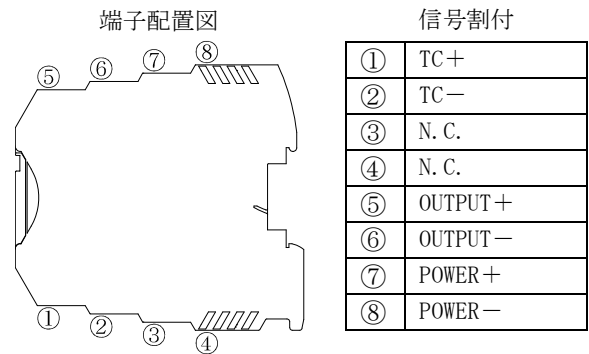 端子配置図
⑤ ⑥ ⑦ ⑧
① ② ③ ④
信号割付
① TC＋
② TC－
③ N.C.
④ N.C.
⑤ OUTPUT＋
⑥ OUTPUT－
⑦ POWER＋
⑧ POWER－